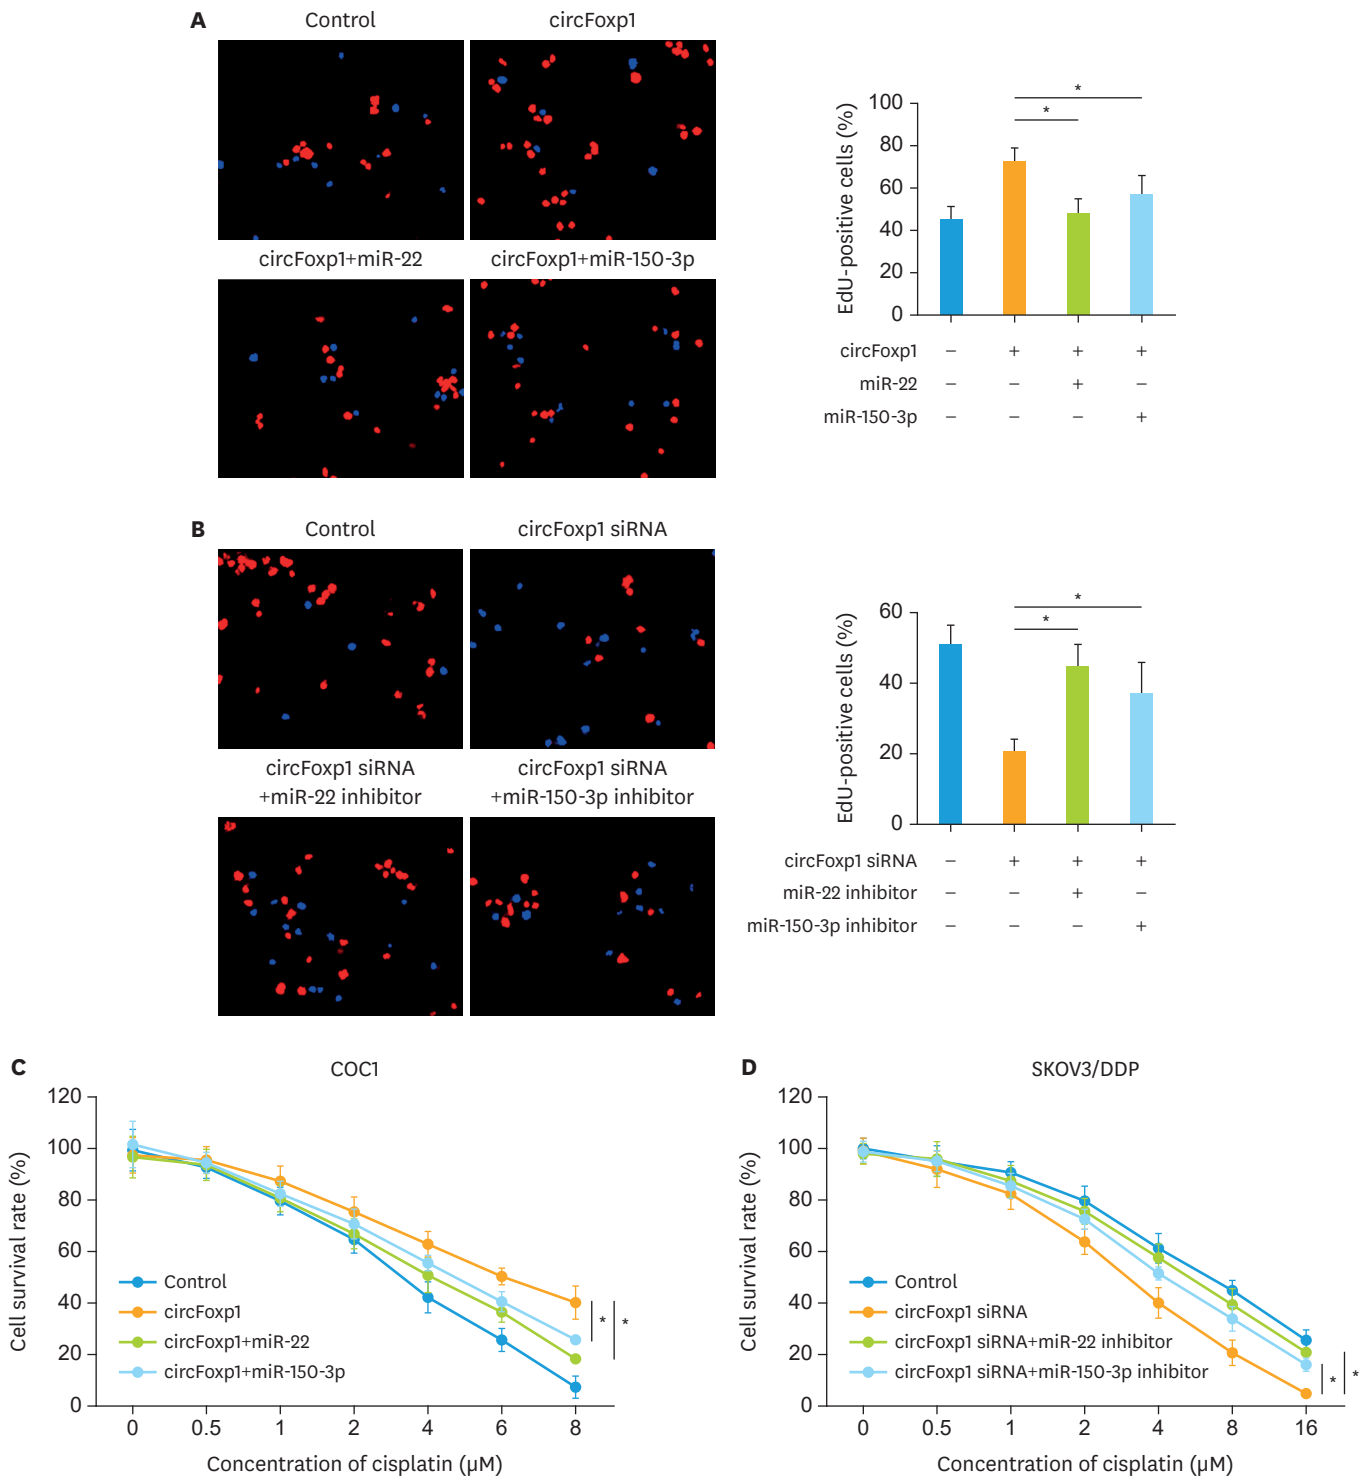 A
Control
circFoxp1
circFoxp1+miR-22
circFoxp1+miR-150-3p
EdU-positive cells (%)
100
80
60
40
20
0
*
*
circFoxp1 − + + +
miR-22 − − + −
miR-150-3p − − − +
B
Control
circFoxp1 siRNA
circFoxp1 siRNA
+miR-22 inhibitor
circFoxp1 siRNA
+miR-150-3p inhibitor
EdU-positive cells (%)
60
40
20
0
*
*
circFoxp1 siRNA − + + +
miR-22 inhibitor − − + −
miR-150-3p inhibitor − − − +
C
COC1
Cell survival rate (%)
120
100
80
60
40
20
0
Control
circFoxp1
circFoxp1+miR-22
circFoxp1+miR-150-3p
* *
0 0.5 1 2 4 6 8
Concentration of cisplatin (μM)
D
SKOV3/DDP
Cell survival rate (%)
120
100
80
60
40
20
0
Control
circFoxp1 siRNA
circFoxp1 siRNA+miR-22 inhibitor
circFoxp1 siRNA+miR-150-3p inhibitor
* *
0 0.5 1 2 4 8 16
Concentration of cisplatin (μM)